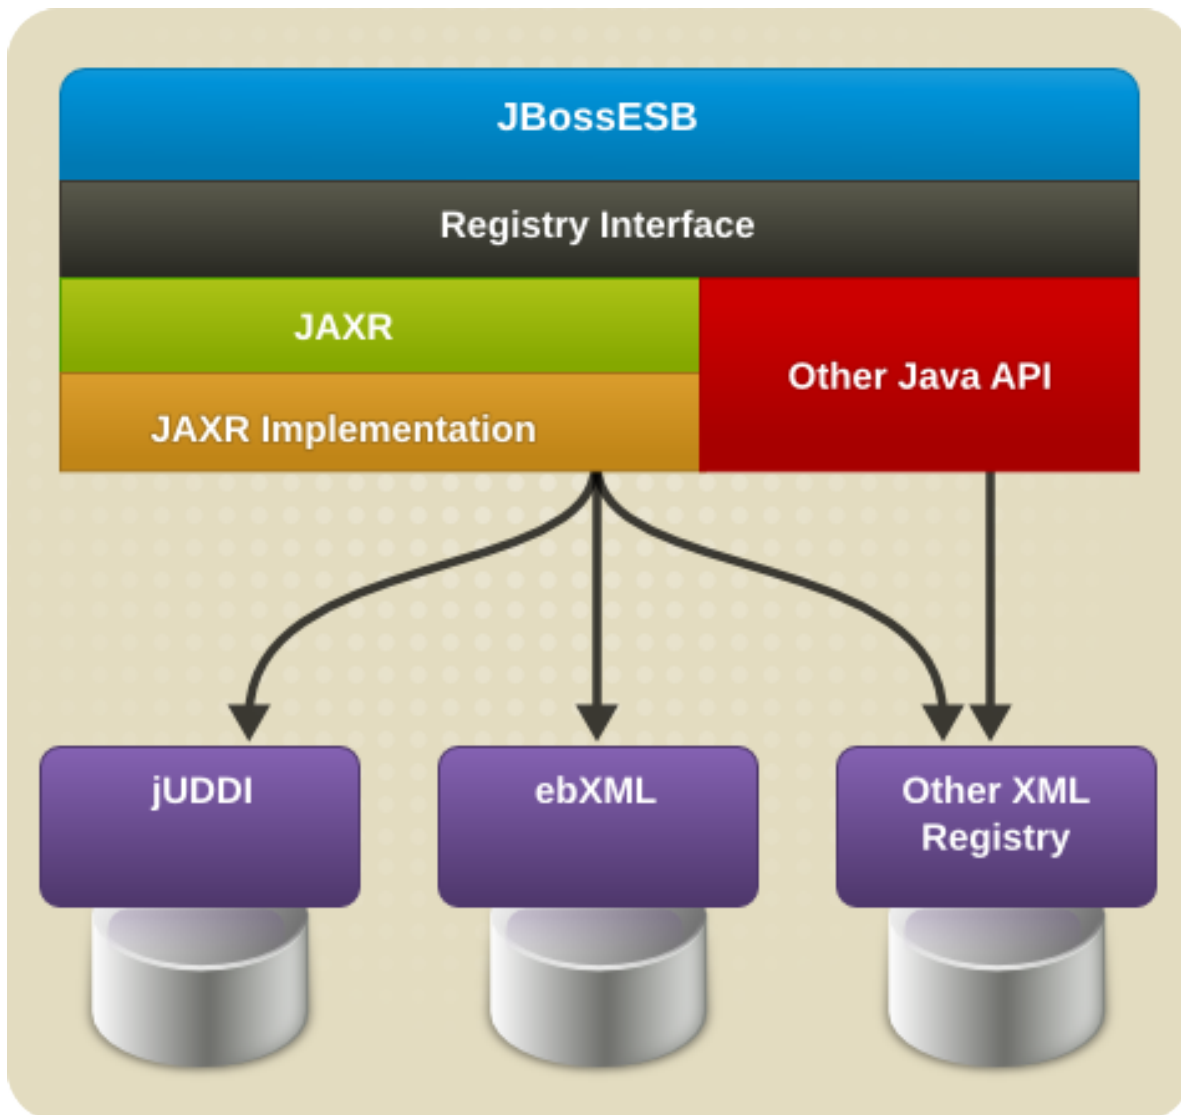 JBossESB
Registry Interface
JAXR
Other Java API
JAXR Implementation
jUDDI
ebXML
Other XML
Registry